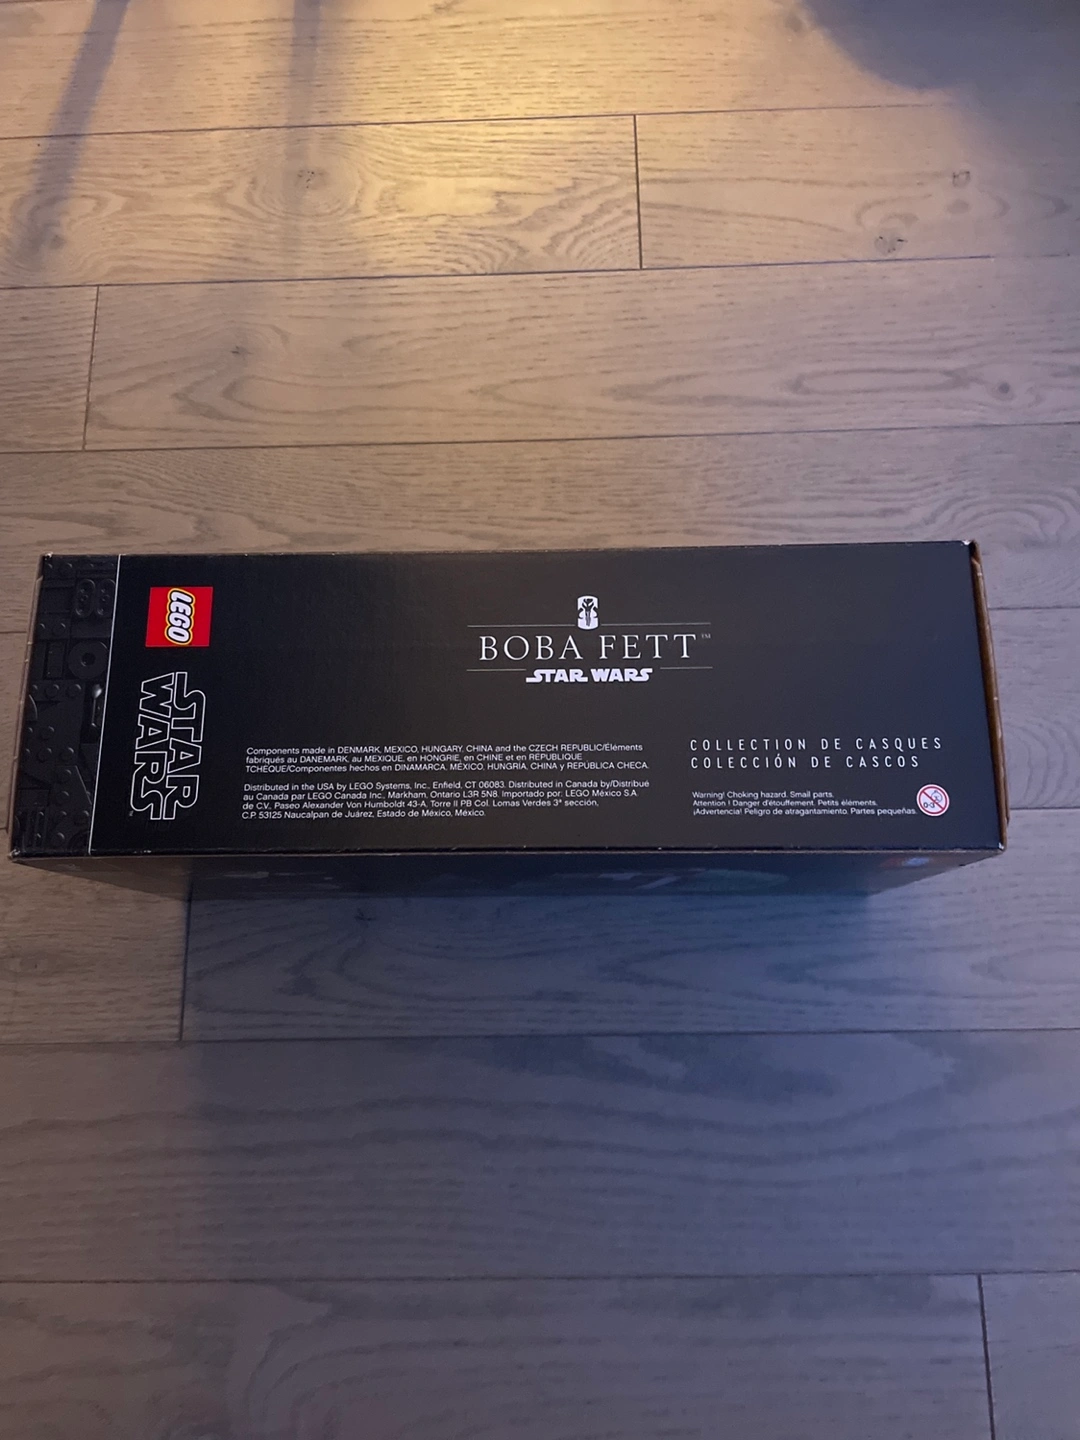 LEGO
STAR
WARS™
BOBA FETT™
STAR WARS
Components made in DENMARK, MEXICO, HUNGARY, CHINA and the CZECH REPUBLIC/Éléments
fabriqués au DANEMARK, au MEXIQUE, en HONGRIE, en CHINE et en RÉPUBLIQUE
TCHÈQUE/Componentes hechos en DINAMARCA, MÉXICO, HUNGRÍA, CHINA y REPÚBLICA CHECA.
Distributed in the USA by LEGO Systems, Inc., Enfield, CT 06083. Distributed in Canada by/Distribué
au Canada par LEGO Canada Inc., Markham, Ontario L3R 5N8. Importado por: LEGO México S.A.
de C.V., Paseo Alexander Von Humboldt 43-A, Torre II PB Col. Lomas Verdes 3ª sección,
C.P. 53125 Naucalpan de Juárez, Estado de México, México.
COLLECTION DE CASQUES
COLECCIÓN DE CASCOS
Warning! Choking hazard. Small parts.
Attention ! Danger d'étouffement. Petits éléments.
¡Advertencia! Peligro de atragantamiento. Partes pequeñas.
0-3